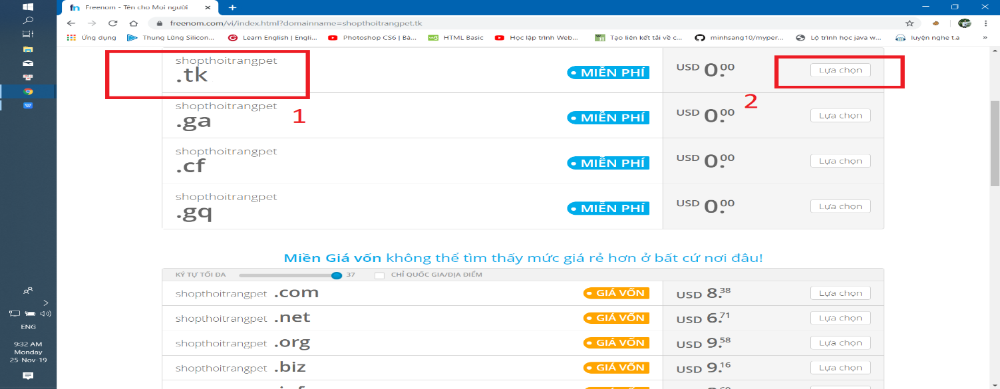 Freenom - Tên cho Mọi người
freenom.com/vi/index.html?domainname=shopthoitrangpet.tk
Ứng dụng Thung Lũng Silicon... Learn English | Engli... Photoshop CS6 | Bà... HTML Basic Học lập trình Web... Tạo liên kết tải về c... minhsang10/myper... Lộ trình học java w... luyện nghe t.a »
shopthoitrangpet
.tk MIỄN PHÍ USD 0.00 Lựa chọn
1 2
shopthoitrangpet
.ga MIỄN PHÍ USD 0.00 Lựa chọn
shopthoitrangpet
.cf MIỄN PHÍ USD 0.00 Lựa chọn
shopthoitrangpet
.gq MIỄN PHÍ USD 0.00 Lựa chọn
Miền Giá vốn không thể tìm thấy mức giá rẻ hơn ở bất cứ nơi đâu!
KÝ TỰ TỐI ĐA 37 CHỈ QUỐC GIA/ĐỊA ĐIỂM
shopthoitrangpet .com GIÁ VỐN USD 8.38 Lựa chọn
shopthoitrangpet .net GIÁ VỐN USD 6.71 Lựa chọn
shopthoitrangpet .org GIÁ VỐN USD 9.58 Lựa chọn
shopthoitrangpet .biz GIÁ VỐN USD 9.16 Lựa chọn
ENG
9:32 AM
Monday
25-Nov-19